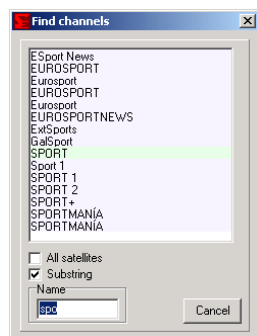 Find channels
ESport News
EUROSPORT
Eurosport
EUROSPORT
Eurosport
EUROSPORTNEWS
ExtSports
GalSport
SPORT
Sport 1
SPORT 1
SPORT 2
SPORT+
SPORTMANÍA
SPORTMANÍA
All satellites
Substring
Name
spo
Cancel